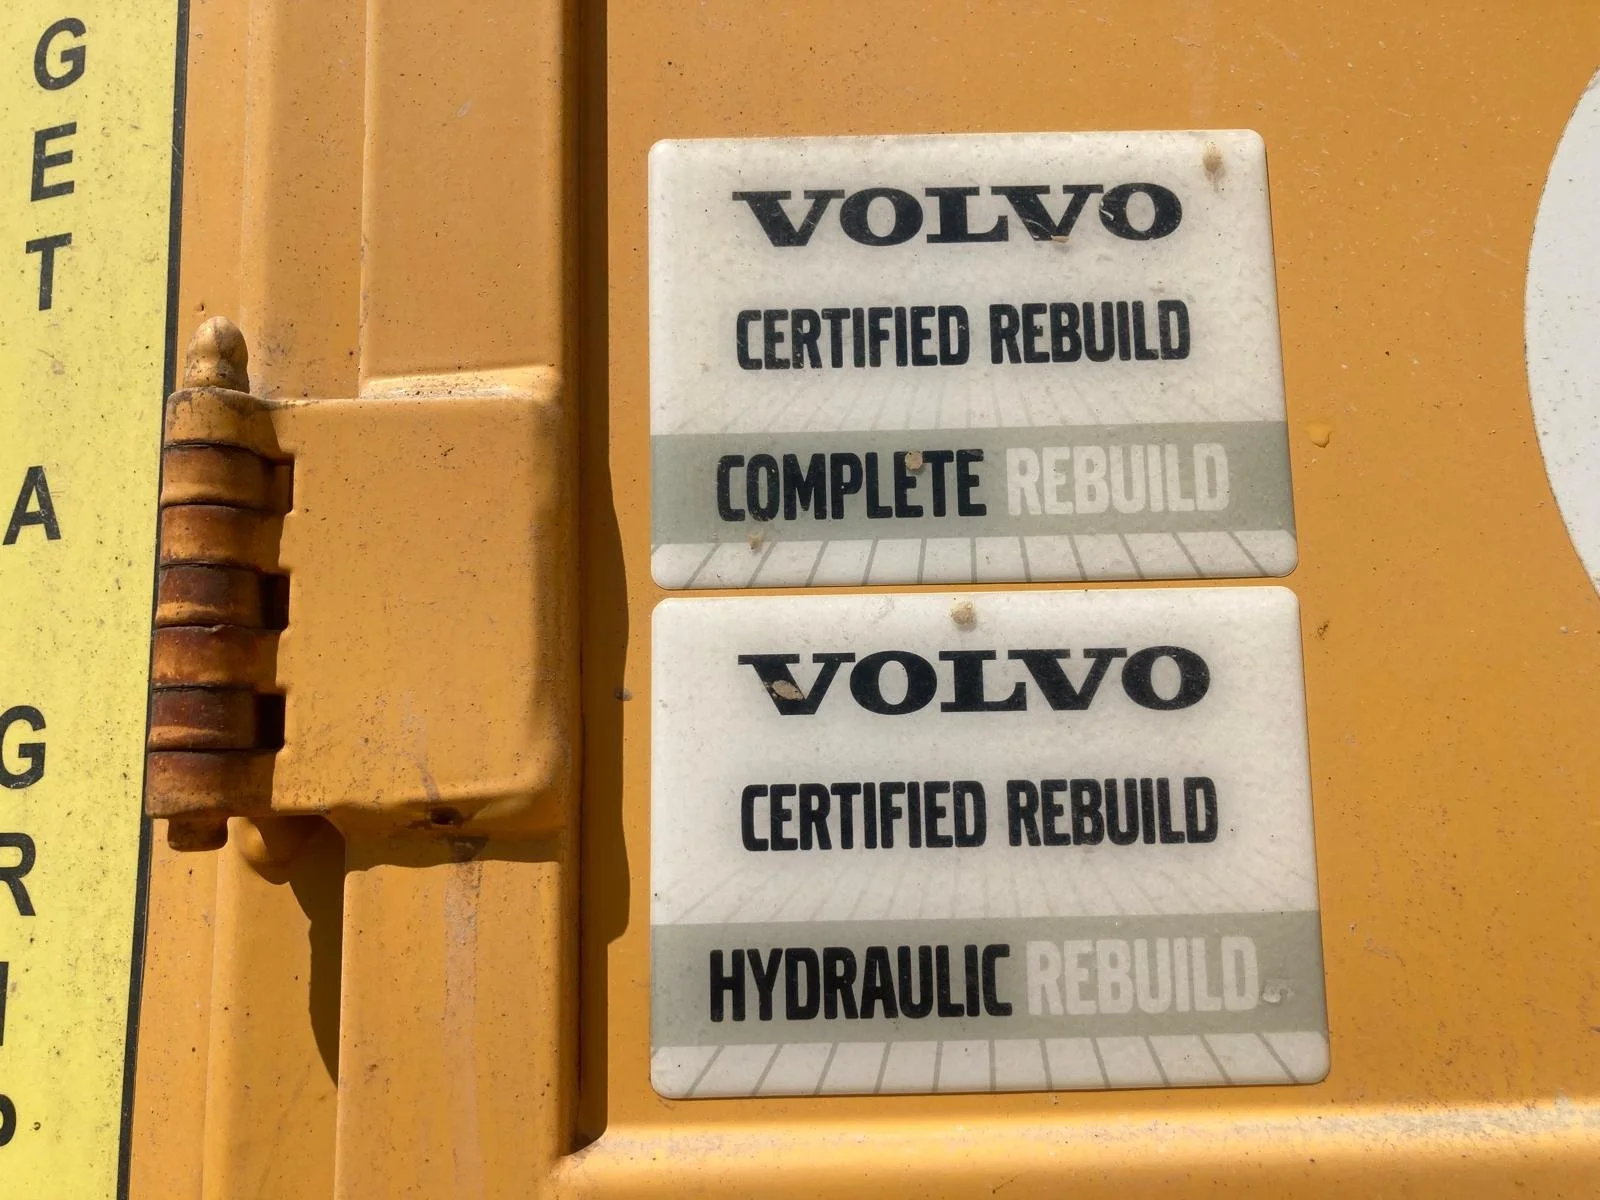 G
E
T
A
G
R
I
P
VOLVO
CERTIFIED REBUILD
COMPLETE REBUILD
VOLVO
CERTIFIED REBUILD
HYDRAULIC REBUILD